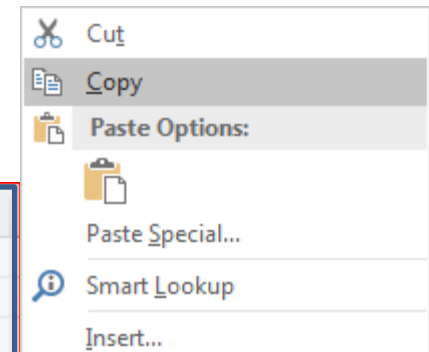 Cut
Copy
Paste Options:
Paste Special...
Smart Lookup
Insert...